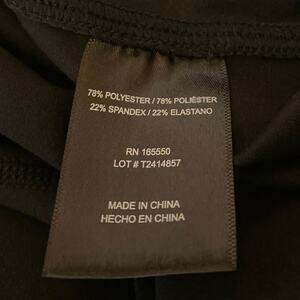 78% POLYESTER / 78% POLIÉSTER
22% SPANDEX / 22% ELASTANO
RN 165550
LOT # T2414857
MADE IN CHINA
HECHO EN CHINA